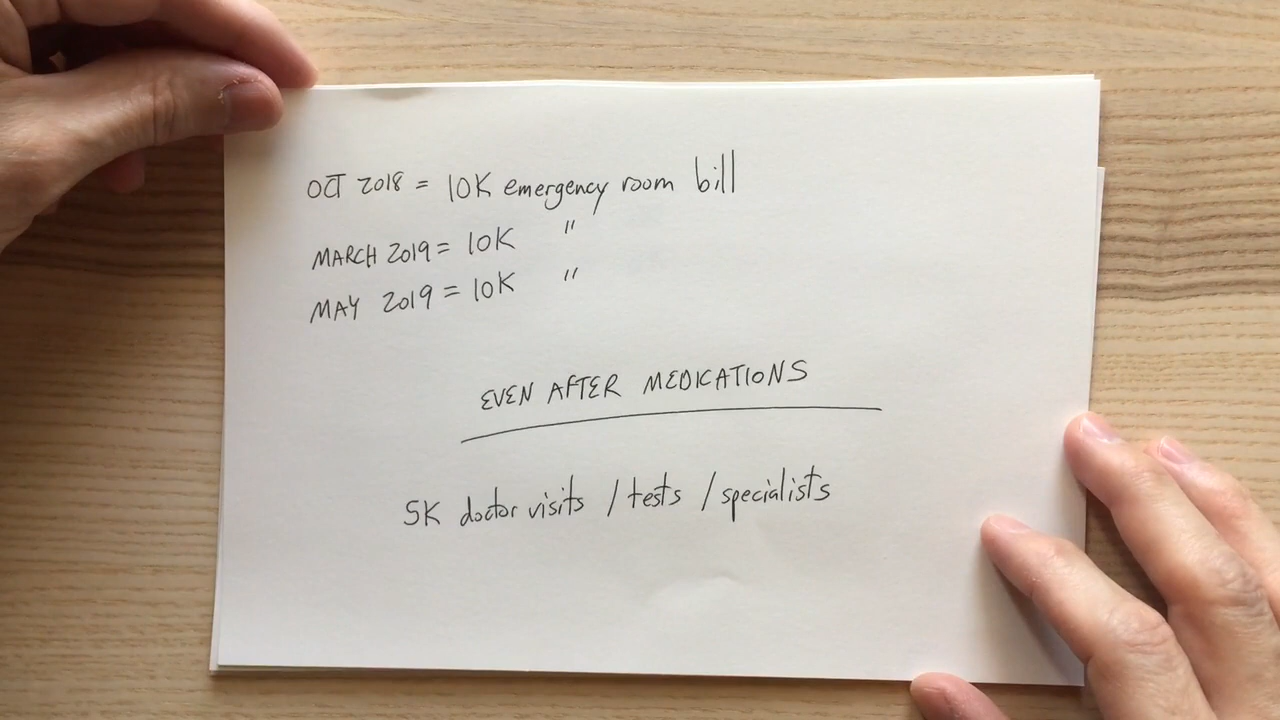 OCT 2018 = 10K emergency room bill
MARCH 2019 = 10K "
MAY 2019 = 10K "
EVEN AFTER MEDICATIONS
5K doctor visits / tests / specialists